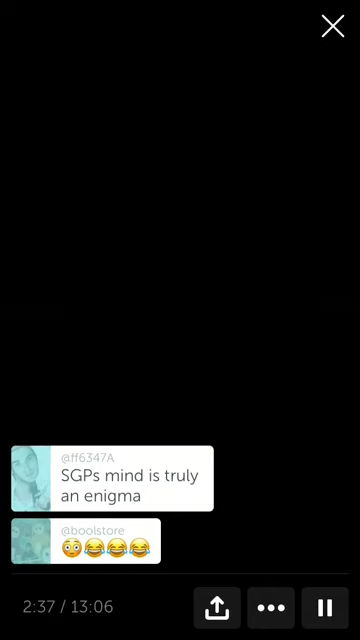 @ff6347A
SGPs mind is truly
an enigma
@boolstore
😳😂😂😂
2:37 / 13:06